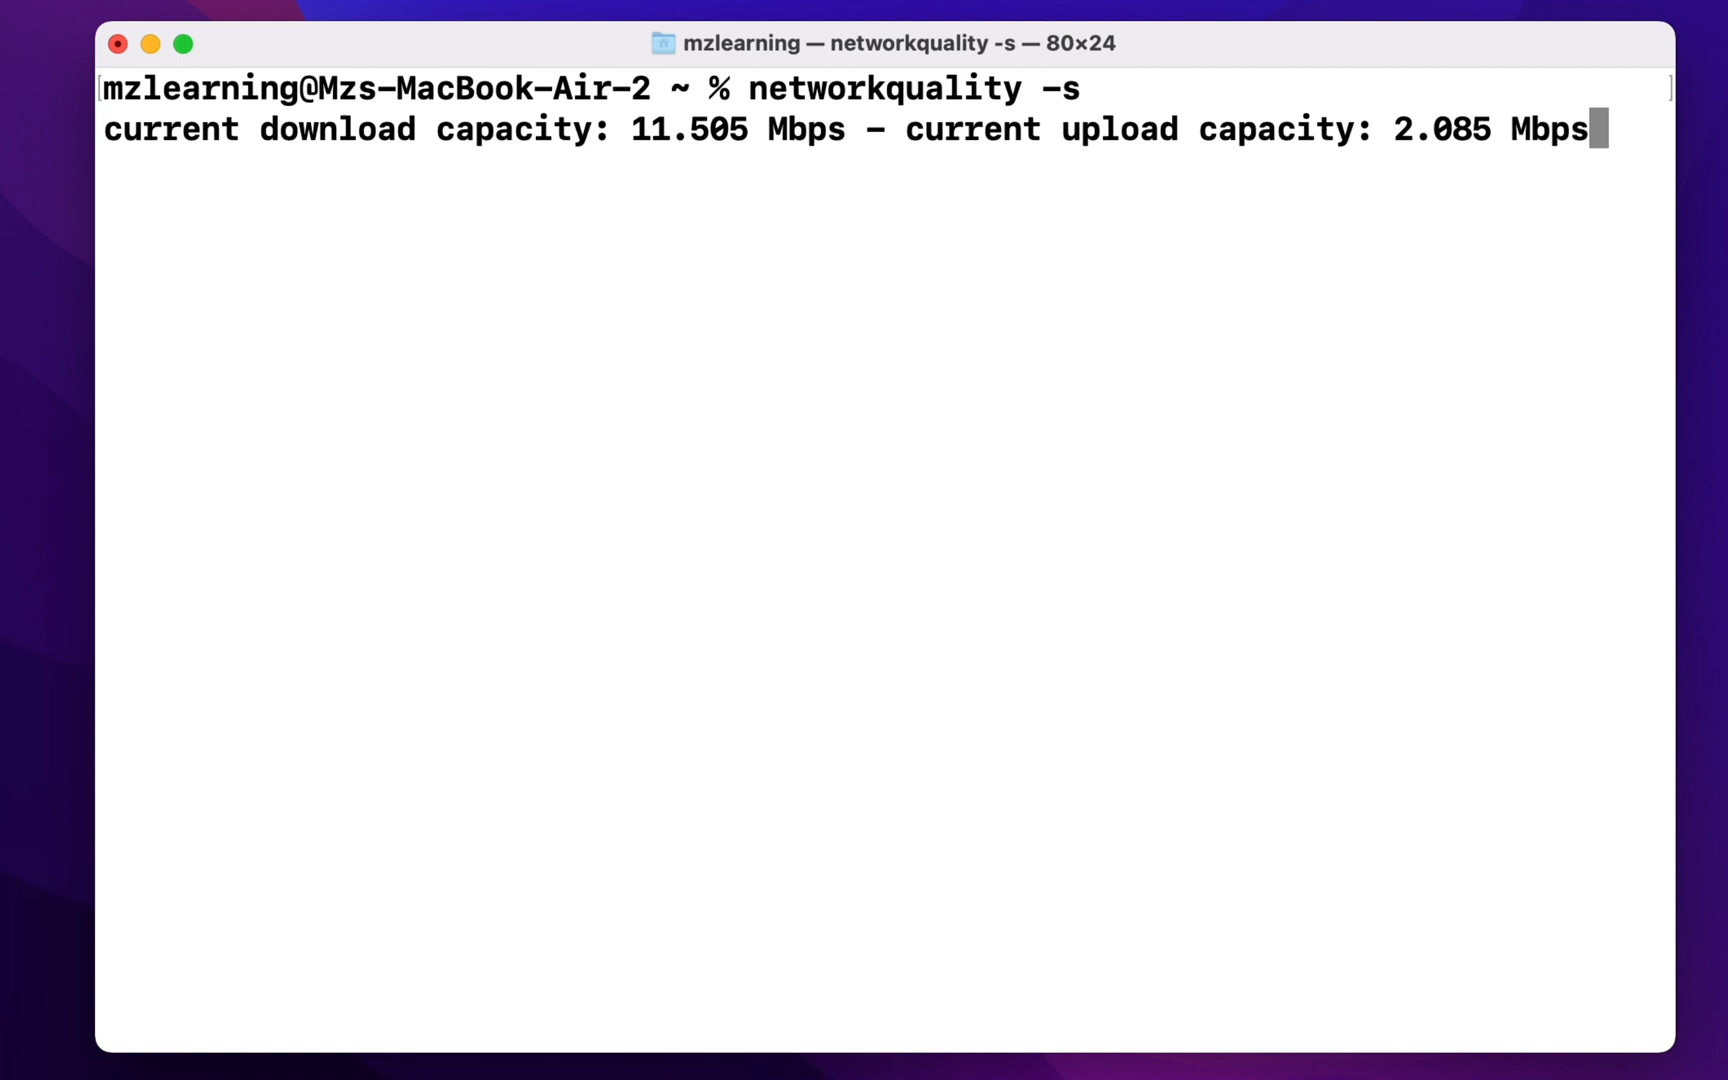 mzlearning — networkquality -s — 80×24
mzlearning@Mzs-MacBook-Air-2 ~ % networkquality -s
current download capacity: 11.505 Mbps - current upload capacity: 2.085 Mbps